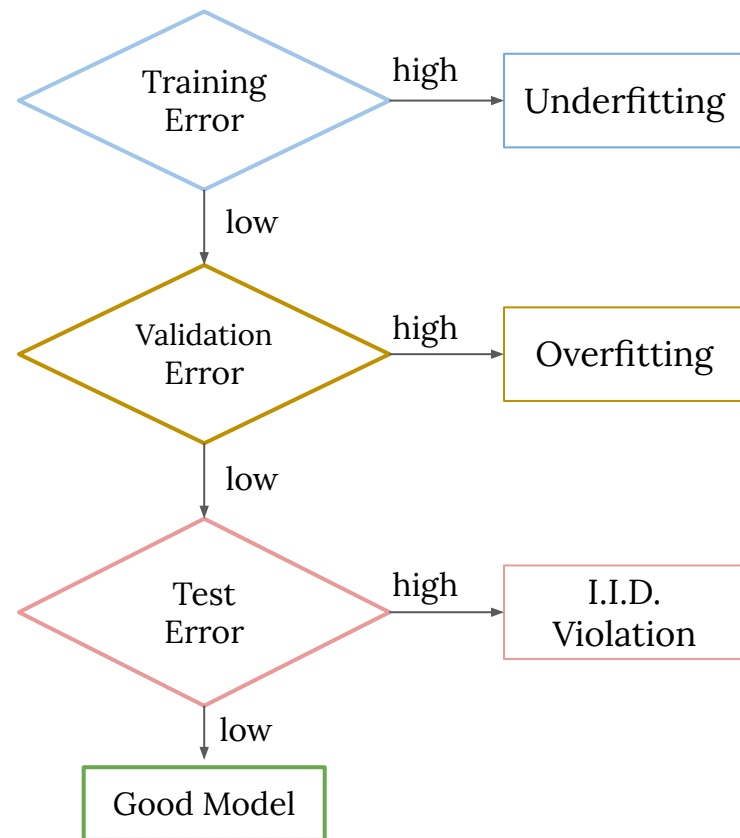 Training
Error
high
Underfitting
low
Validation
Error
high
Overfitting
low
Test
Error
high
I.I.D.
Violation
low
Good Model